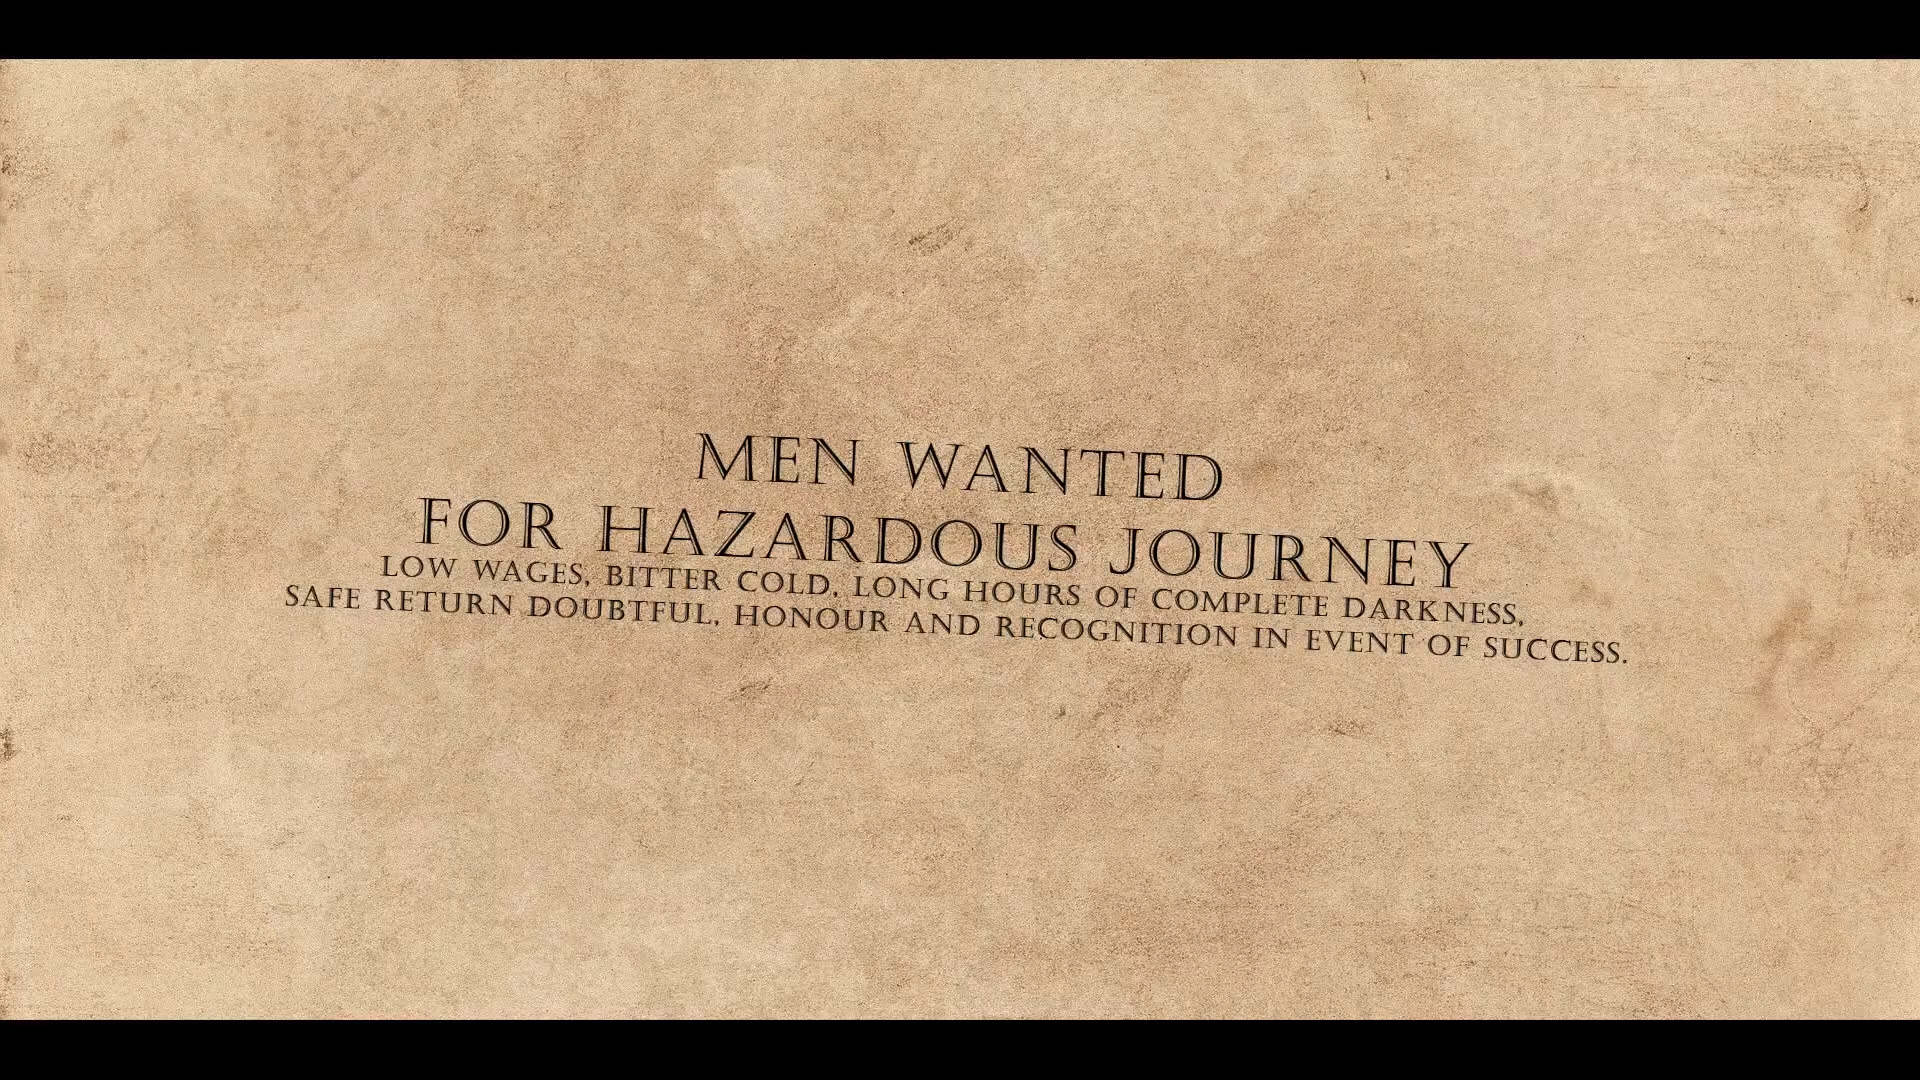 MEN WANTED
FOR HAZARDOUS JOURNEY
LOW WAGES, BITTER COLD, LONG HOURS OF COMPLETE DARKNESS,
SAFE RETURN DOUBTFUL, HONOUR AND RECOGNITION IN EVENT OF SUCCESS.